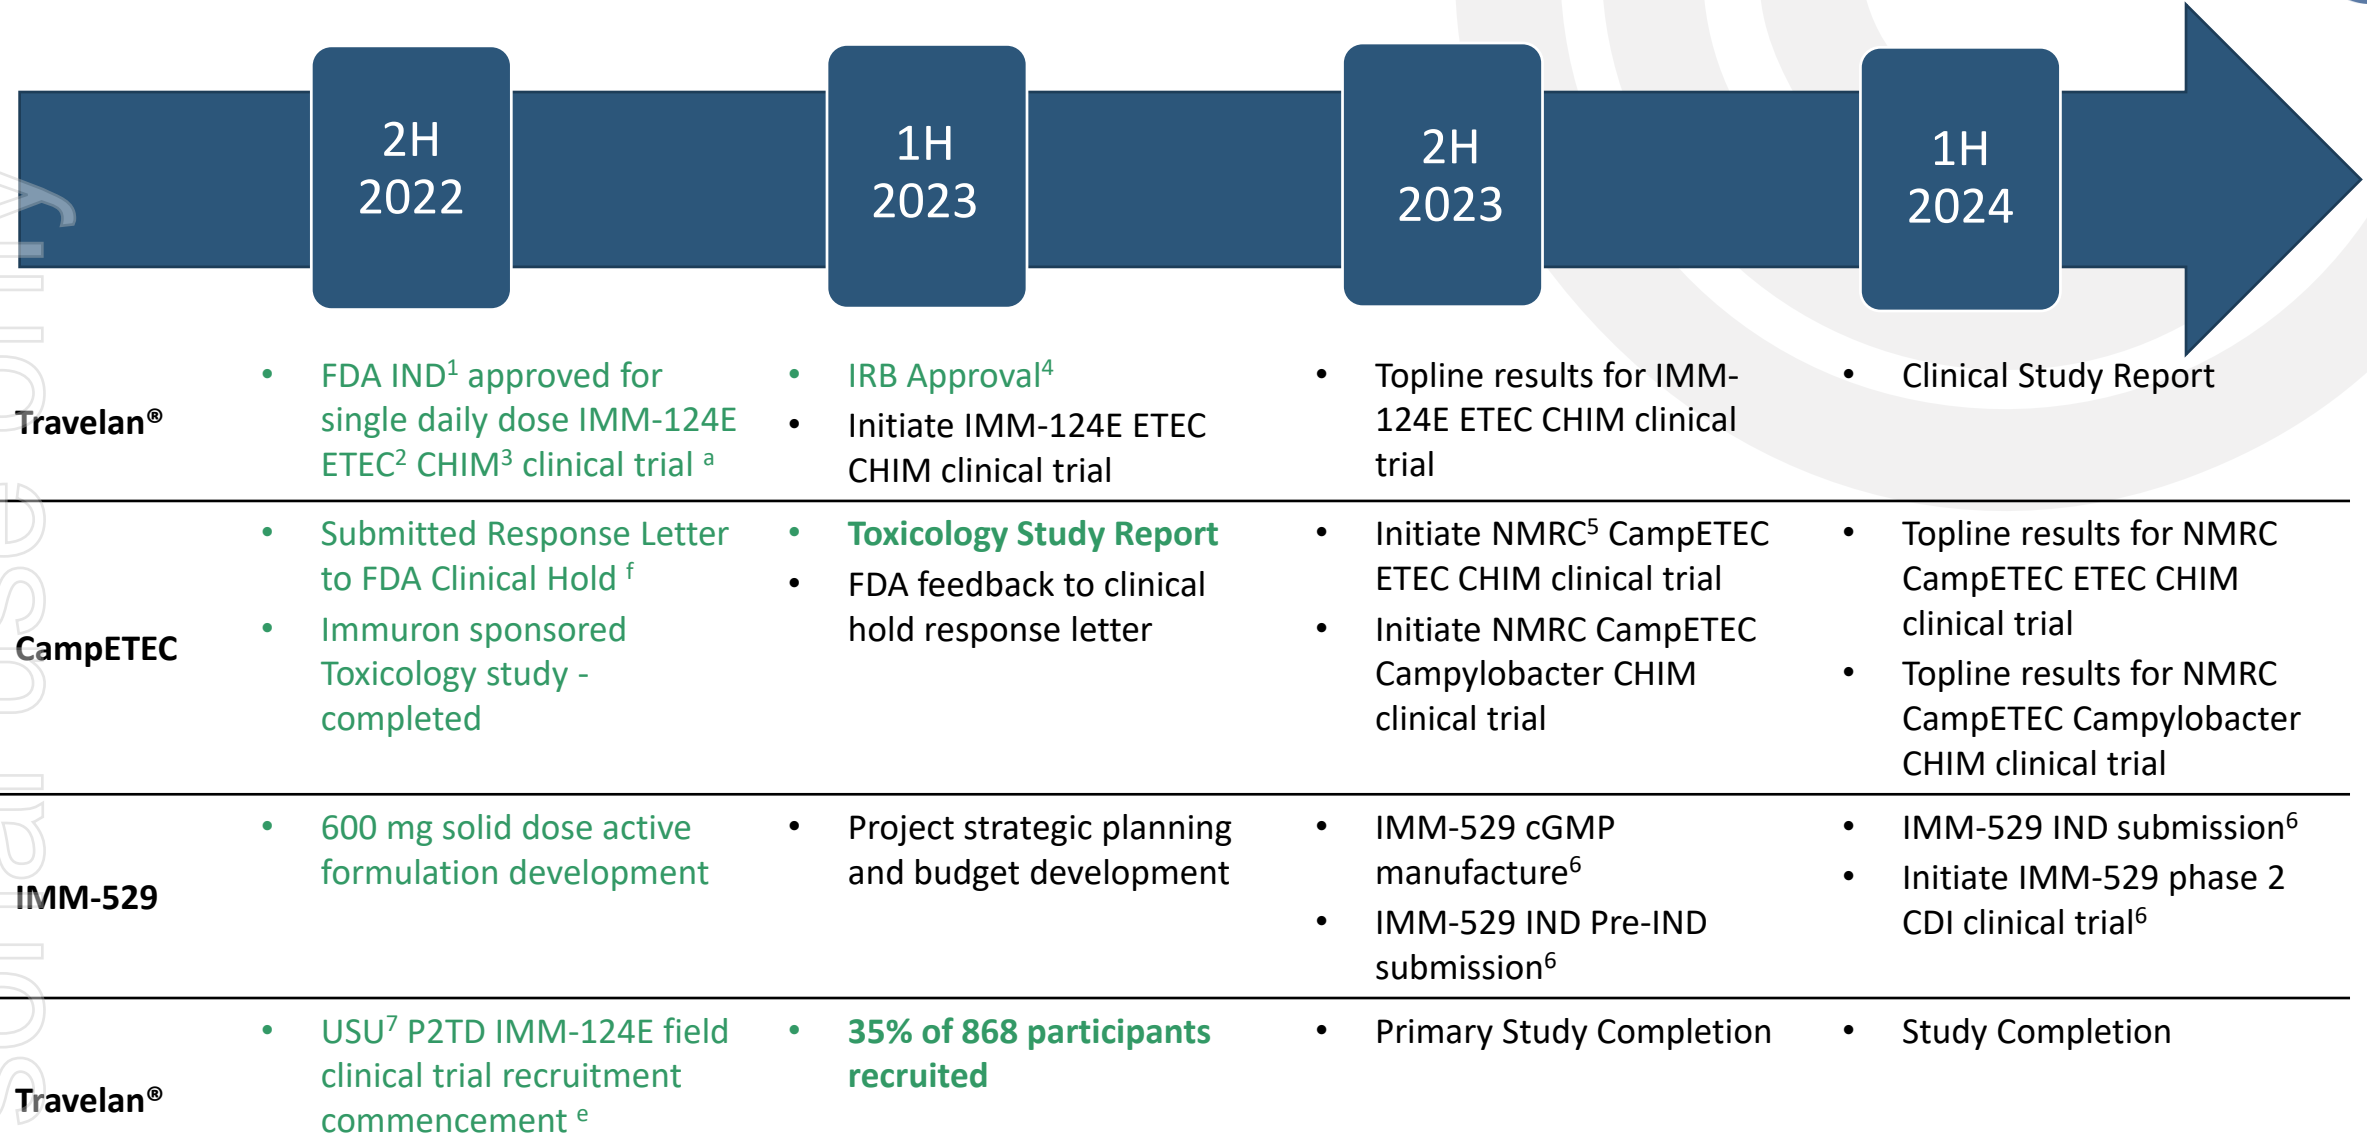 2H
2022
1H
2023
2H
2023
1H
2024
Travelan®
• FDA IND¹ approved for
single daily dose IMM-124E
ETEC² CHIM³ clinical trial ᵃ
• IRB Approval⁴
• Initiate IMM-124E ETEC
CHIM clinical trial
• Topline results for IMM-
124E ETEC CHIM clinical
trial
• Clinical Study Report
CampETEC
• Submitted Response Letter
to FDA Clinical Hold ᶠ
• Immuron sponsored
Toxicology study -
completed
• Toxicology Study Report
• FDA feedback to clinical
hold response letter
• Initiate NMRC⁵ CampETEC
ETEC CHIM clinical trial
• Initiate NMRC CampETEC
Campylobacter CHIM
clinical trial
• Topline results for NMRC
CampETEC ETEC CHIM
clinical trial
• Topline results for NMRC
CampETEC Campylobacter
CHIM clinical trial
IMM-529
• 600 mg solid dose active
formulation development
• Project strategic planning
and budget development
• IMM-529 cGMP
manufacture⁶
• IMM-529 IND Pre-IND
submission⁶
• IMM-529 IND submission⁶
• Initiate IMM-529 phase 2
CDI clinical trial⁶
Travelan®
• USU⁷ P2TD IMM-124E field
clinical trial recruitment
commencement ᵉ
• 35% of 868 participants
recruited
• Primary Study Completion
• Study Completion
sonal use only